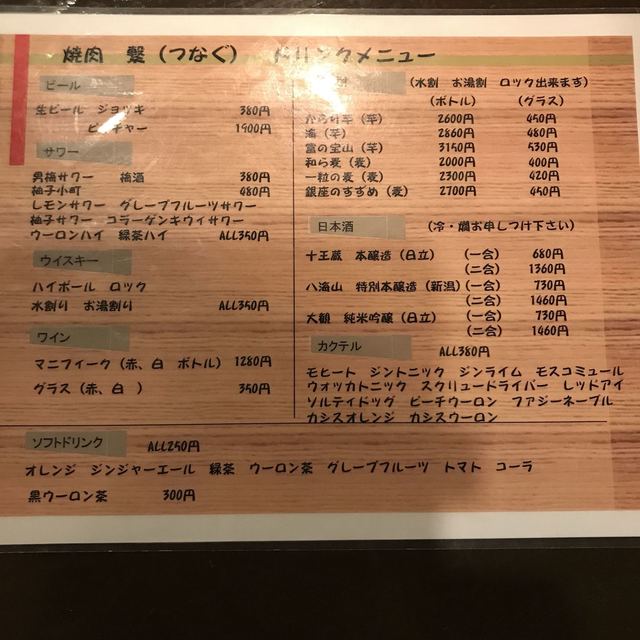 焼肉 繋(つなぐ) ドリンクメニュー
ビール
生ビール ジョッキ 380円
ピッチャー 1900円
サワー
男梅サワー 梅酒 380円
柚子小町 480円
レモンサワー グレープフルーツサワー
柚子サワー コラーゲンキウイサワー
ウーロンハイ 緑茶ハイ ALL350円
ウイスキー
ハイボール ロック
水割り お湯割り ALL350円
ワイン
マニフィーク(赤、白 ボトル) 1280円
グラス(赤、白 ) 350円
(水割 お湯割 ロック出来ます)
(ボトル) (グラス)
からり芋(芋) 2600円 450円
海(芋) 2860円 480円
富の宝山(芋) 3150円 530円
和ら麦(麦) 2000円 400円
一粒の麦(麦) 2300円 420円
銀座のすずめ(麦) 2700円 450円
日本酒 (冷・燗お申しつけ下さい)
十王蔵 本醸造(日立) (一合) 680円
(二合) 1360円
八海山 特別本醸造(新潟) (一合) 730円
(二合) 1460円
大観 純米吟醸(日立) (一合) 730円
(二合) 1460円
カクテル ALL380円
モヒート ジントニック ジンライム モスコミュール
ウォッカトニック スクリュードライバー レッドアイ
ソルティドッグ ピーチウーロン ファジーネーブル
カシスオレンジ カシスウーロン
ソフトドリンク ALL250円
オレンジ ジンジャーエール 緑茶 ウーロン茶 グレープフルーツ トマト コーラ
黒ウーロン茶 300円